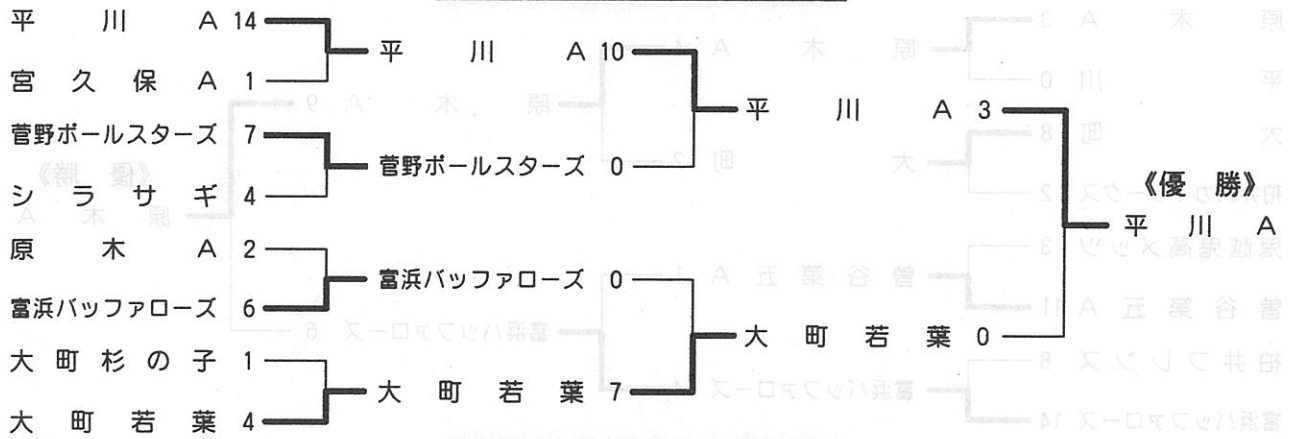 平川A 14
宮久保A 1
菅野ボールスターズ 7
シラサギ 4
原木A 2
富浜バッファローズ 6
大町杉の子 1
大町若葉 4
平川A 10
菅野ボールスターズ 0
富浜バッファローズ 0
大町若葉 7
平川A 3
大町若葉 0
《優勝》
平川A